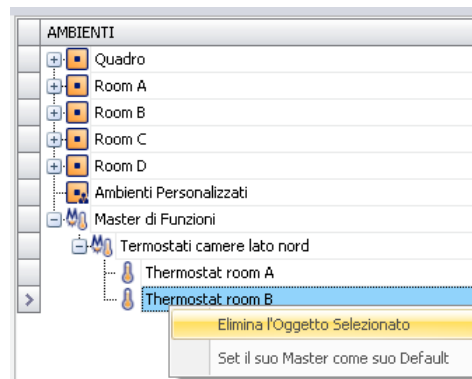 AMBIENTI
Quadro
Room A
Room B
Room C
Room D
Ambienti Personalizzati
Master di Funzioni
Termostati camere lato nord
Thermostat room A
Thermostat room B
Elimina l'Oggetto Selezionato
Set il suo Master come suo Default